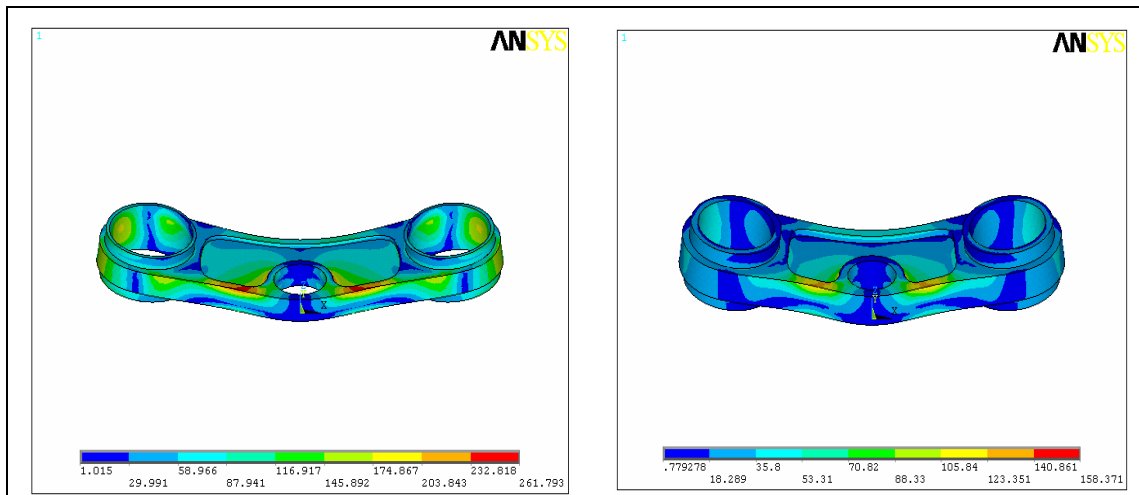 1
ANSYS
X
1.015 58.966 116.917 174.867 232.818
29.991 87.941 145.892 203.843 261.793
1
ANSYS
X
.779278 35.8 70.82 105.84 140.861
18.289 53.31 88.33 123.351 158.371